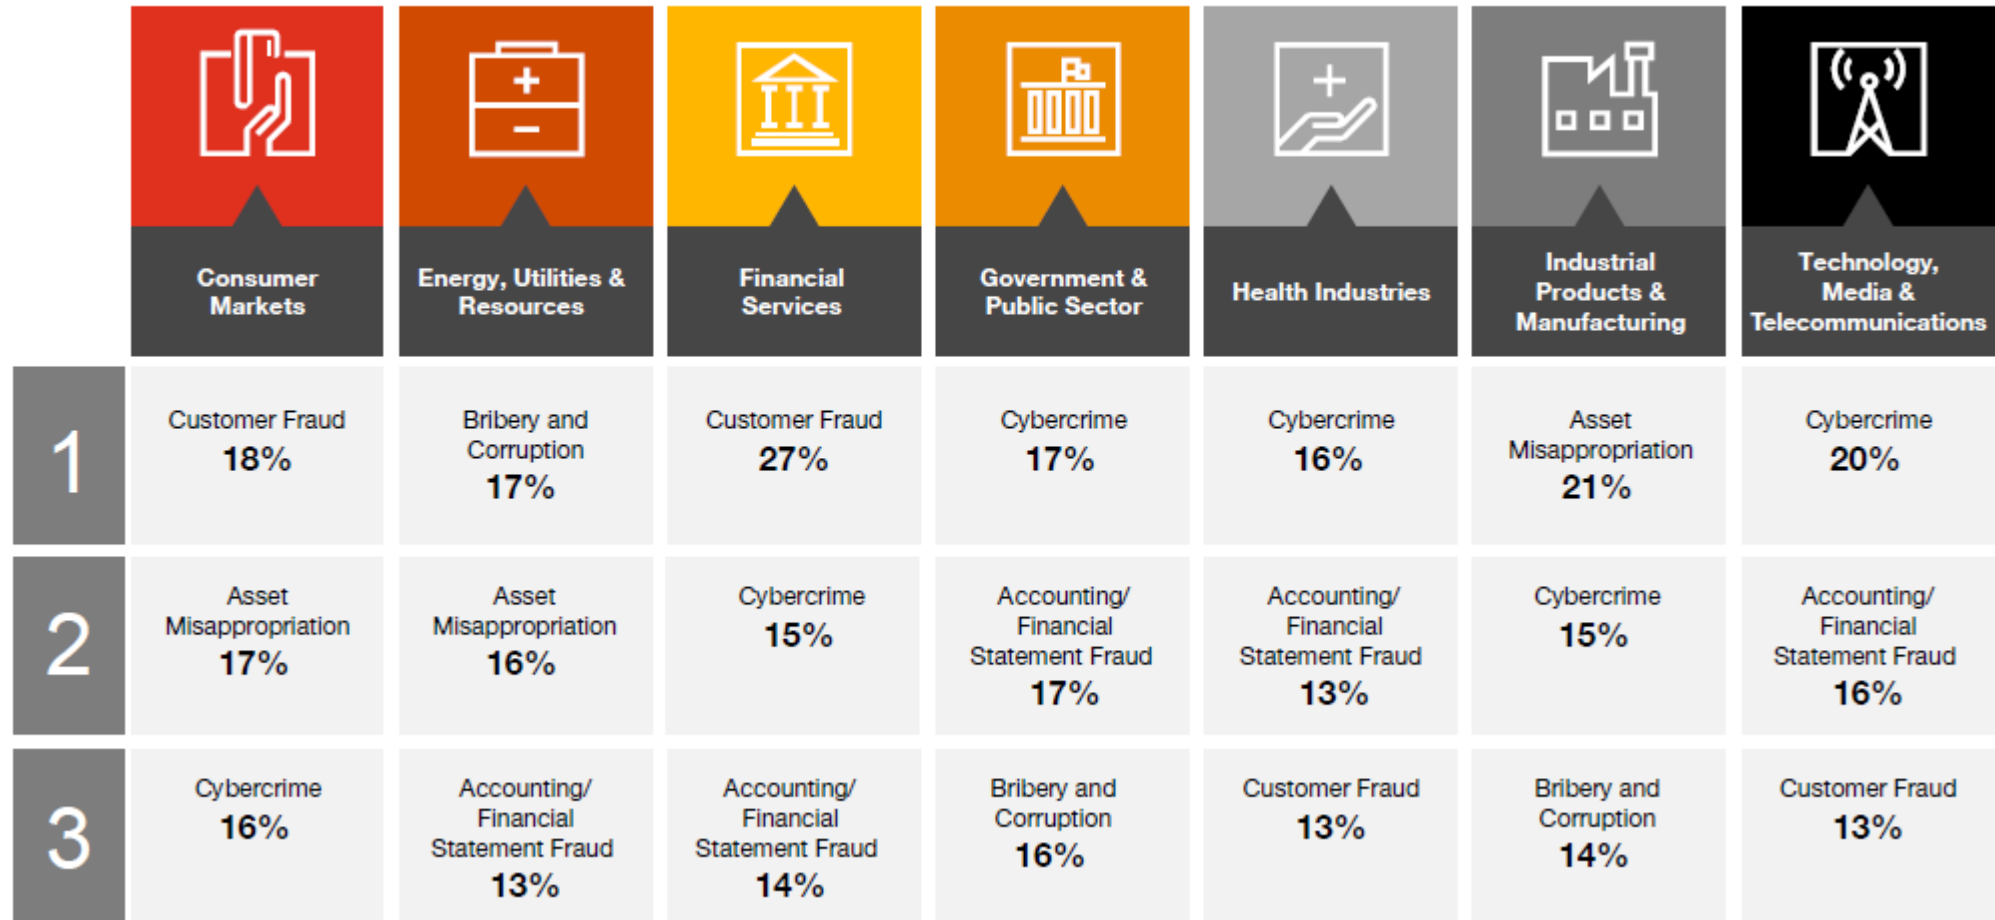 Consumer
Markets
Energy, Utilities &
Resources
Financial
Services
Government &
Public Sector
Health Industries
Industrial
Products &
Manufacturing
Technology,
Media &
Telecommunications
1
Customer Fraud
18%
Bribery and
Corruption
17%
Customer Fraud
27%
Cybercrime
17%
Cybercrime
16%
Asset
Misappropriation
21%
Cybercrime
20%
2
Asset
Misappropriation
17%
Asset
Misappropriation
16%
Cybercrime
15%
Accounting/
Financial
Statement Fraud
17%
Accounting/
Financial
Statement Fraud
13%
Cybercrime
15%
Accounting/
Financial
Statement Fraud
16%
3
Cybercrime
16%
Accounting/
Financial
Statement Fraud
13%
Accounting/
Financial
Statement Fraud
14%
Bribery and
Corruption
16%
Customer Fraud
13%
Bribery and
Corruption
14%
Customer Fraud
13%